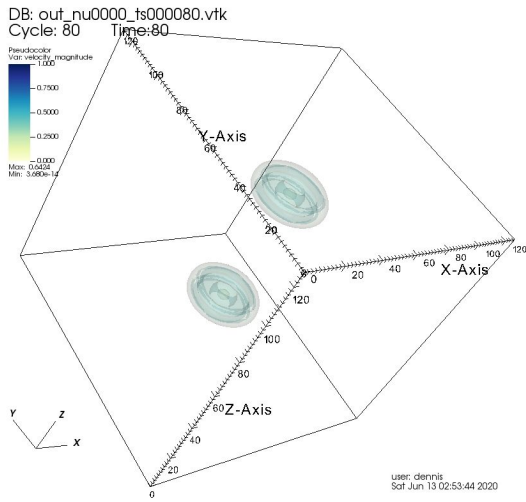 DB: out_nu0000_ts000080.vtk
Cycle: 80 Time:80
Pseudocolor
Var: velocity_magnitude
1.000
0.7500
0.5000
0.2500
0.000
Max: 0.6424
Min: 3.680e-14
120
100
80
Y-Axis
60
40
20
0
20
40
60
80
100
120
X-Axis
120
100
80
60
Z-Axis
40
20
0
Y
Z
X
user: dennis
Sat Jun 13 02:53:44 2020